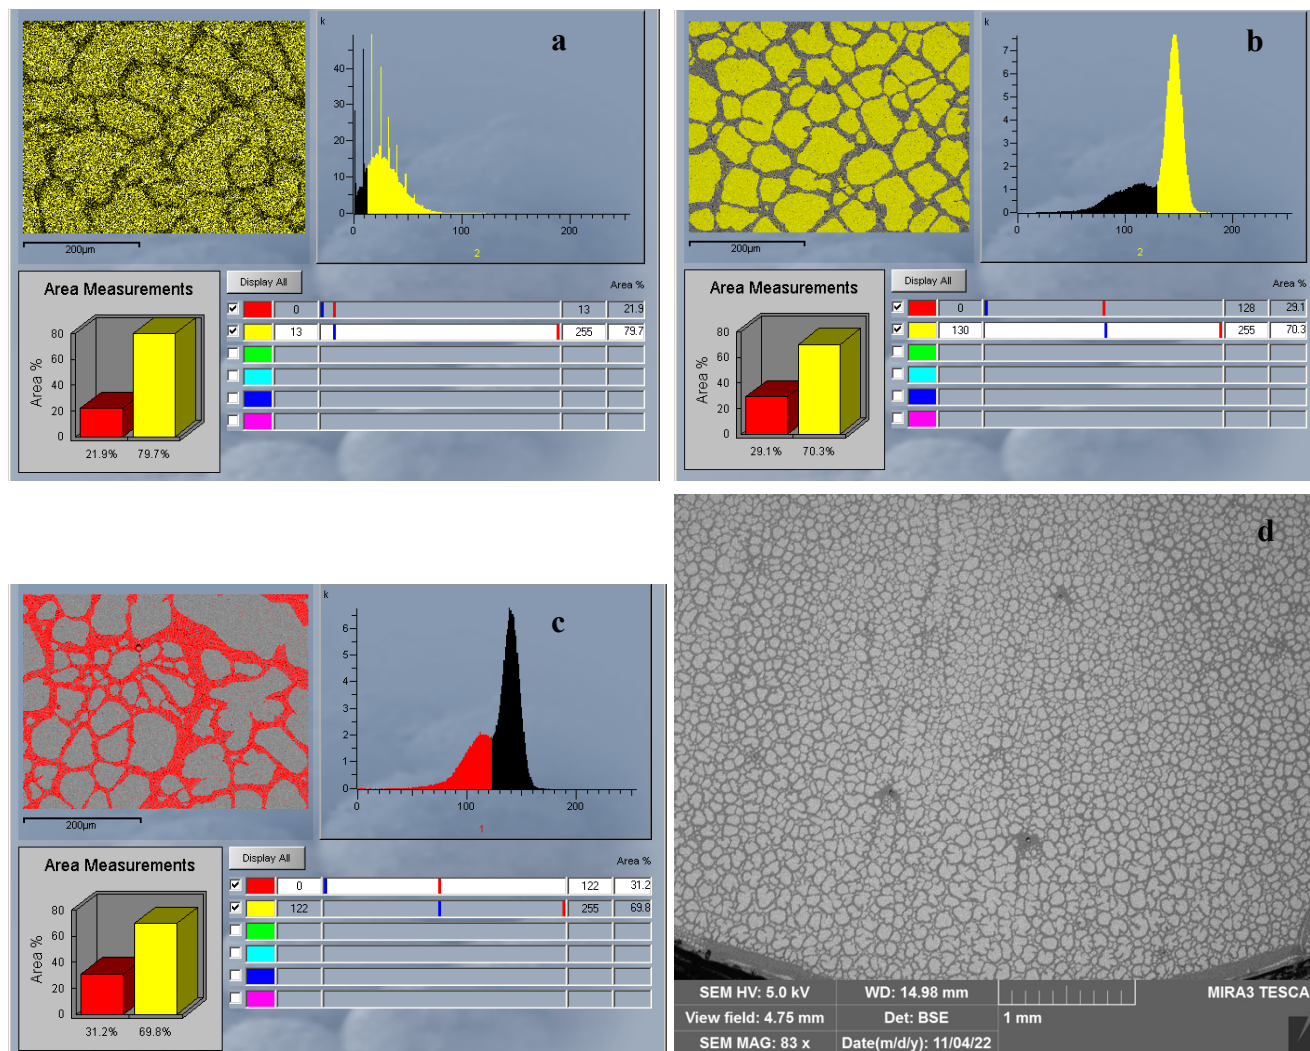 a
k
40
30
20
10
0
0 100 200
2
200µm
Area Measurements
Area %
80
60
40
20
0
21.9% 79.7%
Display All
Area %
0 13 21.9
13 255 79.7
b
k
7
6
5
4
3
2
1
0
0 100 200
2
200µm
Area Measurements
Area %
80
60
40
20
0
29.1% 70.3%
Display All
Area %
0 128 29.1
130 255 70.3
c
k
6
5
4
3
2
1
0
0 100 200
1
200µm
Area Measurements
Area %
80
60
40
20
0
31.2% 69.8%
Display All
Area %
0 122 31.2
122 255 69.8
d
SEM HV: 5.0 kV WD: 14.98 mm MIRA3 TESCA
View field: 4.75 mm Det: BSE 1 mm
SEM MAG: 83 x Date(m/d/y): 11/04/22